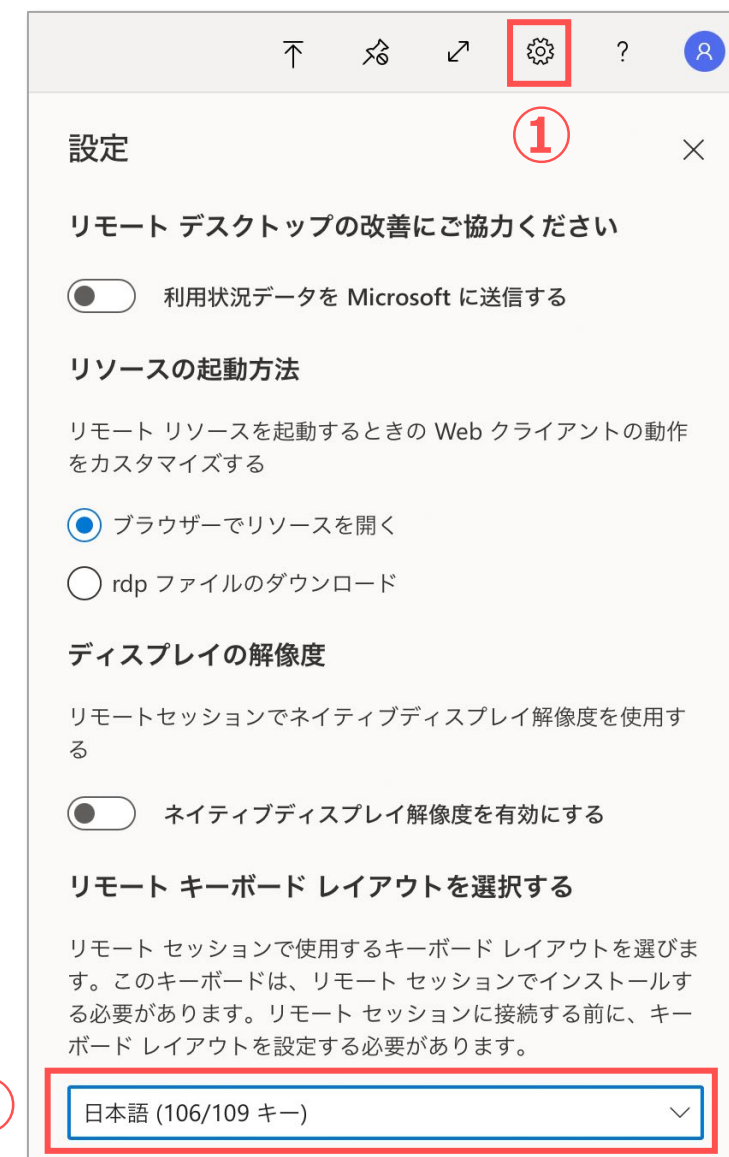 ?
①
設定
リモート デスクトップの改善にご協力ください
利用状況データを Microsoft に送信する
リソースの起動方法
リモート リソースを起動するときの Web クライアントの動作
をカスタマイズする
ブラウザーでリソースを開く
rdp ファイルのダウンロード
ディスプレイの解像度
リモートセッションでネイティブディスプレイ解像度を使用す
る
ネイティブディスプレイ解像度を有効にする
リモート キーボード レイアウトを選択する
リモート セッションで使用するキーボード レイアウトを選びま
す。このキーボードは、リモート セッションでインストールす
る必要があります。リモート セッションに接続する前に、キー
ボード レイアウトを設定する必要があります。
日本語 (106/109 キー)